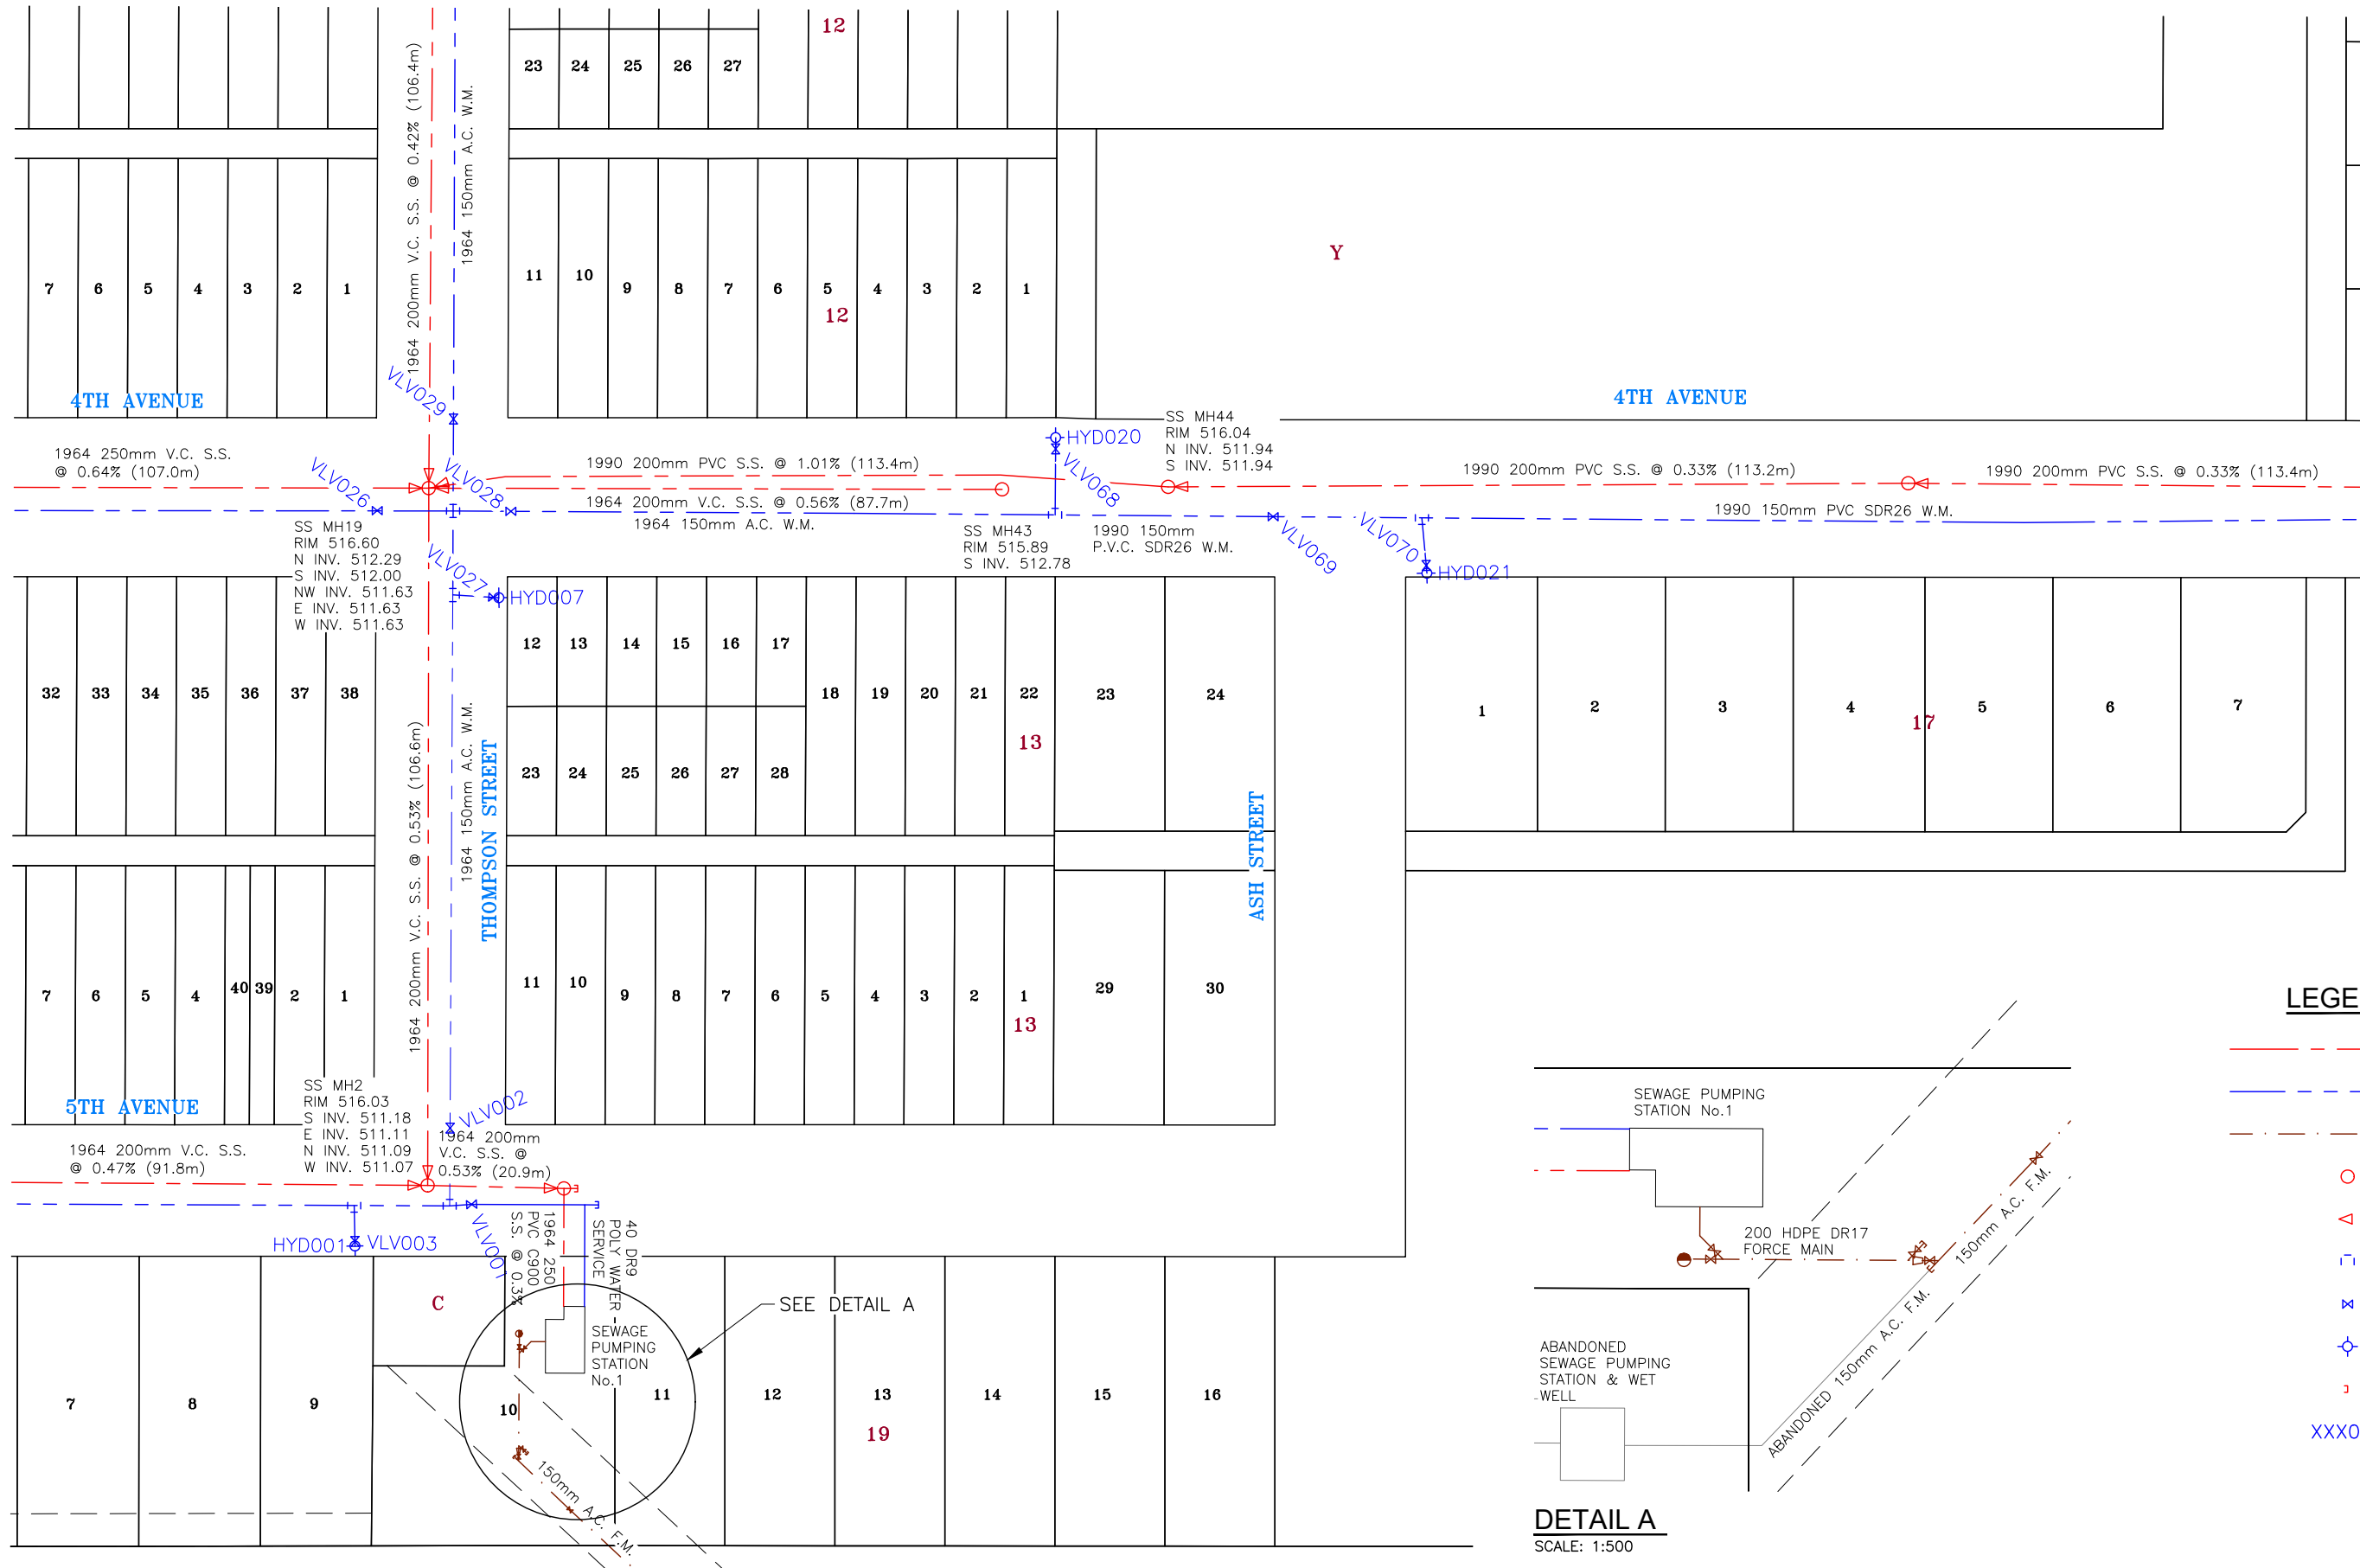 12
23 24 25 26 27
1964 200mm V.C. S.S. @ 0.42% (106.4m)
1964 150mm A.C. W.M.
7 6 5 4 3 2 1
11 10 9 8 7 6 5 4 3 2 1
12
Y
4TH AVENUE
4TH AVENUE
VLV029
1964 250mm V.C. S.S.
@ 0.64% (107.0m)
VLV026
VLV028
1990 200mm PVC S.S. @ 1.01% (113.4m)
1964 200mm V.C. S.S. @ 0.56% (87.7m)
1964 150mm A.C. W.M.
HYD020
VLV068
SS MH44
RIM 516.04
N INV. 511.94
S INV. 511.94
1990 200mm PVC S.S. @ 0.33% (113.2m)
1990 200mm PVC S.S. @ 0.33% (113.4m)
1990 150mm PVC SDR26 W.M.
SS MH19
RIM 516.60
N INV. 512.29
S INV. 512.00
NW INV. 511.63
E INV. 511.63
W INV. 511.63
VLV027
HYD007
SS MH43
RIM 515.89
S INV. 512.78
1990 150mm
P.V.C. SDR26 W.M.
VLV069
VLV070
HYD021
32 33 34 35 36 37 38
12 13 14 15 16 17
18 19 20 21 22 23 24
13
23 24 25 26 27 28
1 2 3 4 5 6 7
17
1964 200mm V.C. S.S. @ 0.53% (106.6m)
1964 150mm A.C. W.M.
THOMPSON STREET
ASH STREET
7 6 5 4 40 39 2 1
11 10 9 8 7 6 5 4 3 2 1 29 30
13
5TH AVENUE
SS MH2
RIM 516.03
S INV. 511.18
E INV. 511.11
N INV. 511.09
W INV. 511.07
VLV002
1964 200mm V.C. S.S.
@ 0.47% (91.8m)
1964 200mm
V.C. S.S. @
0.53% (20.9m)
HYD001
VLV003
VLV001
1964 250
PVC C900
S.S. @ 0.3%
40 DR9
POLY WATER
SERVICE
C
SEE DETAIL A
SEWAGE
PUMPING
STATION
No.1
7 8 9 10 11 12 13 14 15 16
19
150mm A.C. F.M.
LEGE
SEWAGE PUMPING
STATION No.1
200 HDPE DR17
FORCE MAIN
150mm A.C. F.M.
ABANDONED 150mm A.C. F.M.
ABANDONED
SEWAGE PUMPING
STATION & WET
WELL
XXX0
DETAIL A
SCALE: 1:500